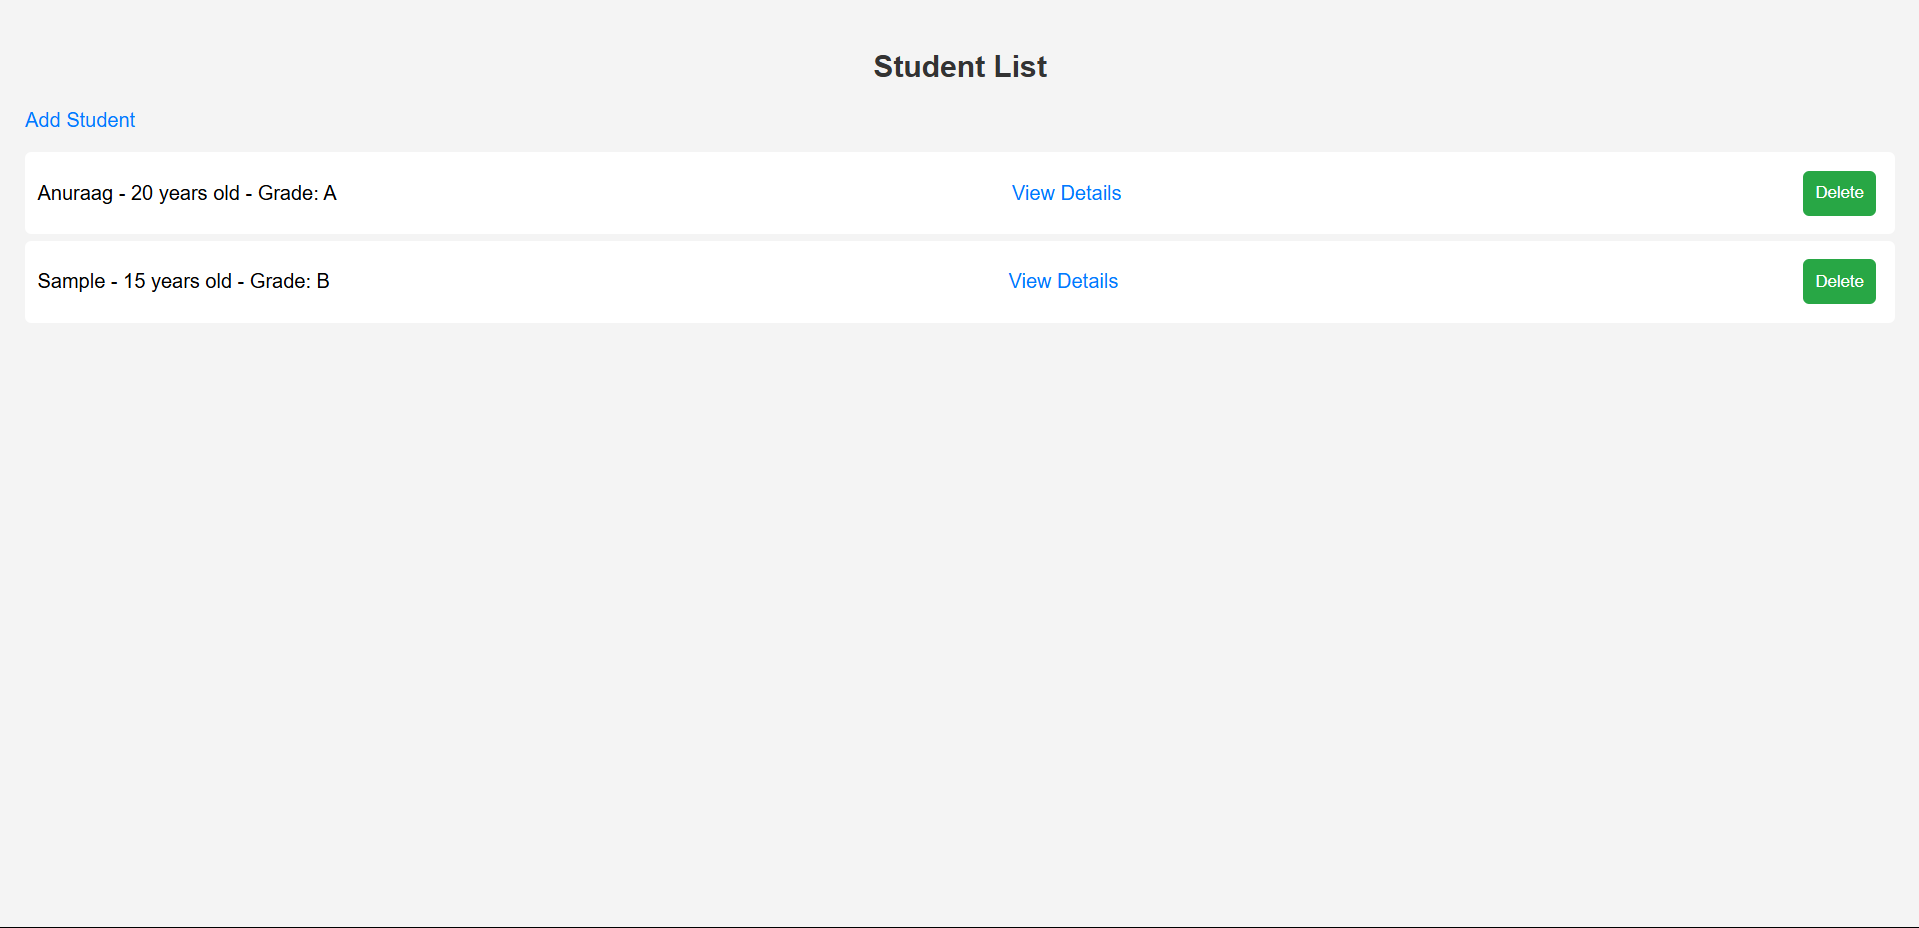 Student List
Add Student
Anuraag - 20 years old - Grade: A View Details Delete
Sample - 15 years old - Grade: B View Details Delete